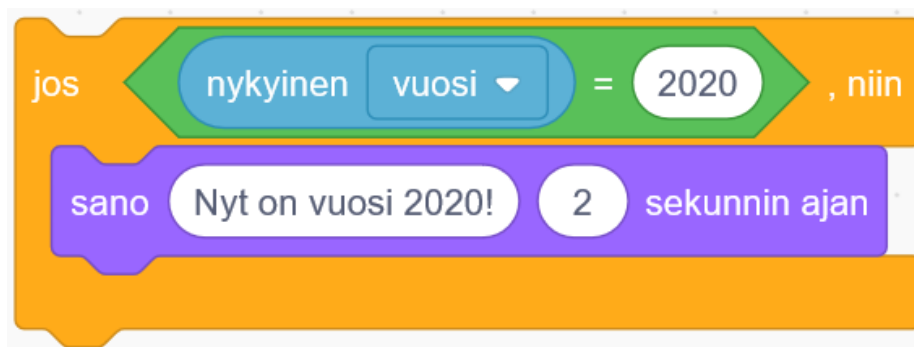 jos nykyinen vuosi = 2020 , niin
sano Nyt on vuosi 2020! 2 sekunnin ajan